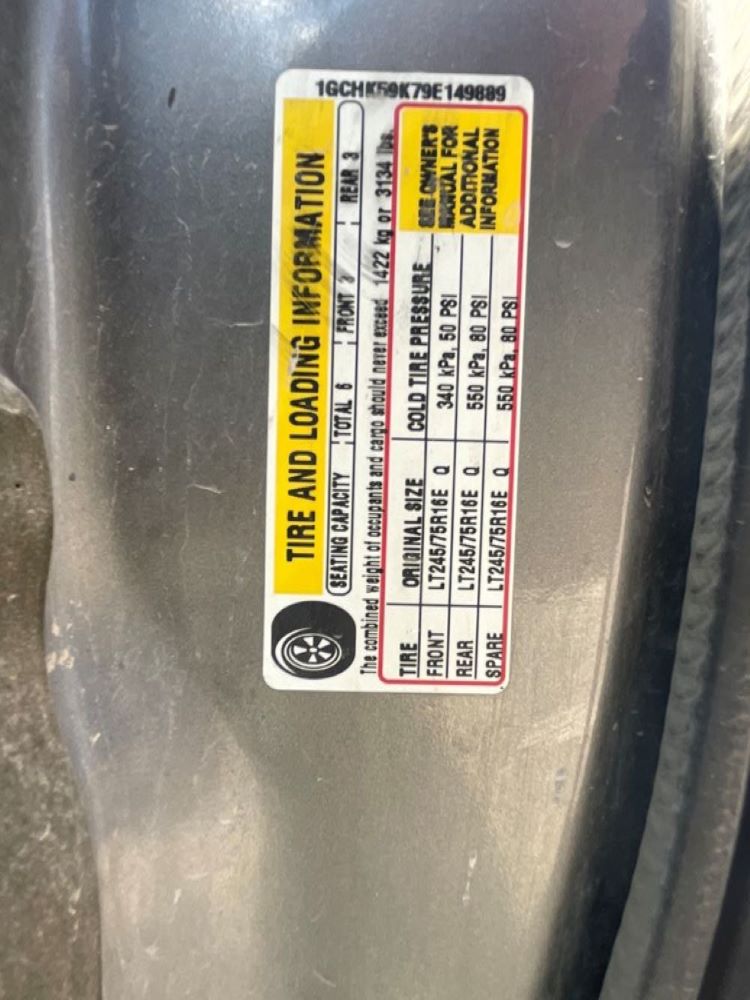 1GCHK59K79E149889
TIRE AND LOADING INFORMATION
SEATING CAPACITY TOTAL 6 FRONT 3 REAR 3
The combined weight of occupants and cargo should never exceed 1422 kg or 3134 lbs.
TIRE ORIGINAL SIZE COLD TIRE PRESSURE
FRONT LT245/75R16E Q 340 kPa, 50 PSI
REAR LT245/75R16E Q 550 kPa, 80 PSI
SPARE LT245/75R16E Q 550 kPa, 80 PSI
SEE OWNER'S
MANUAL FOR
ADDITIONAL
INFORMATION